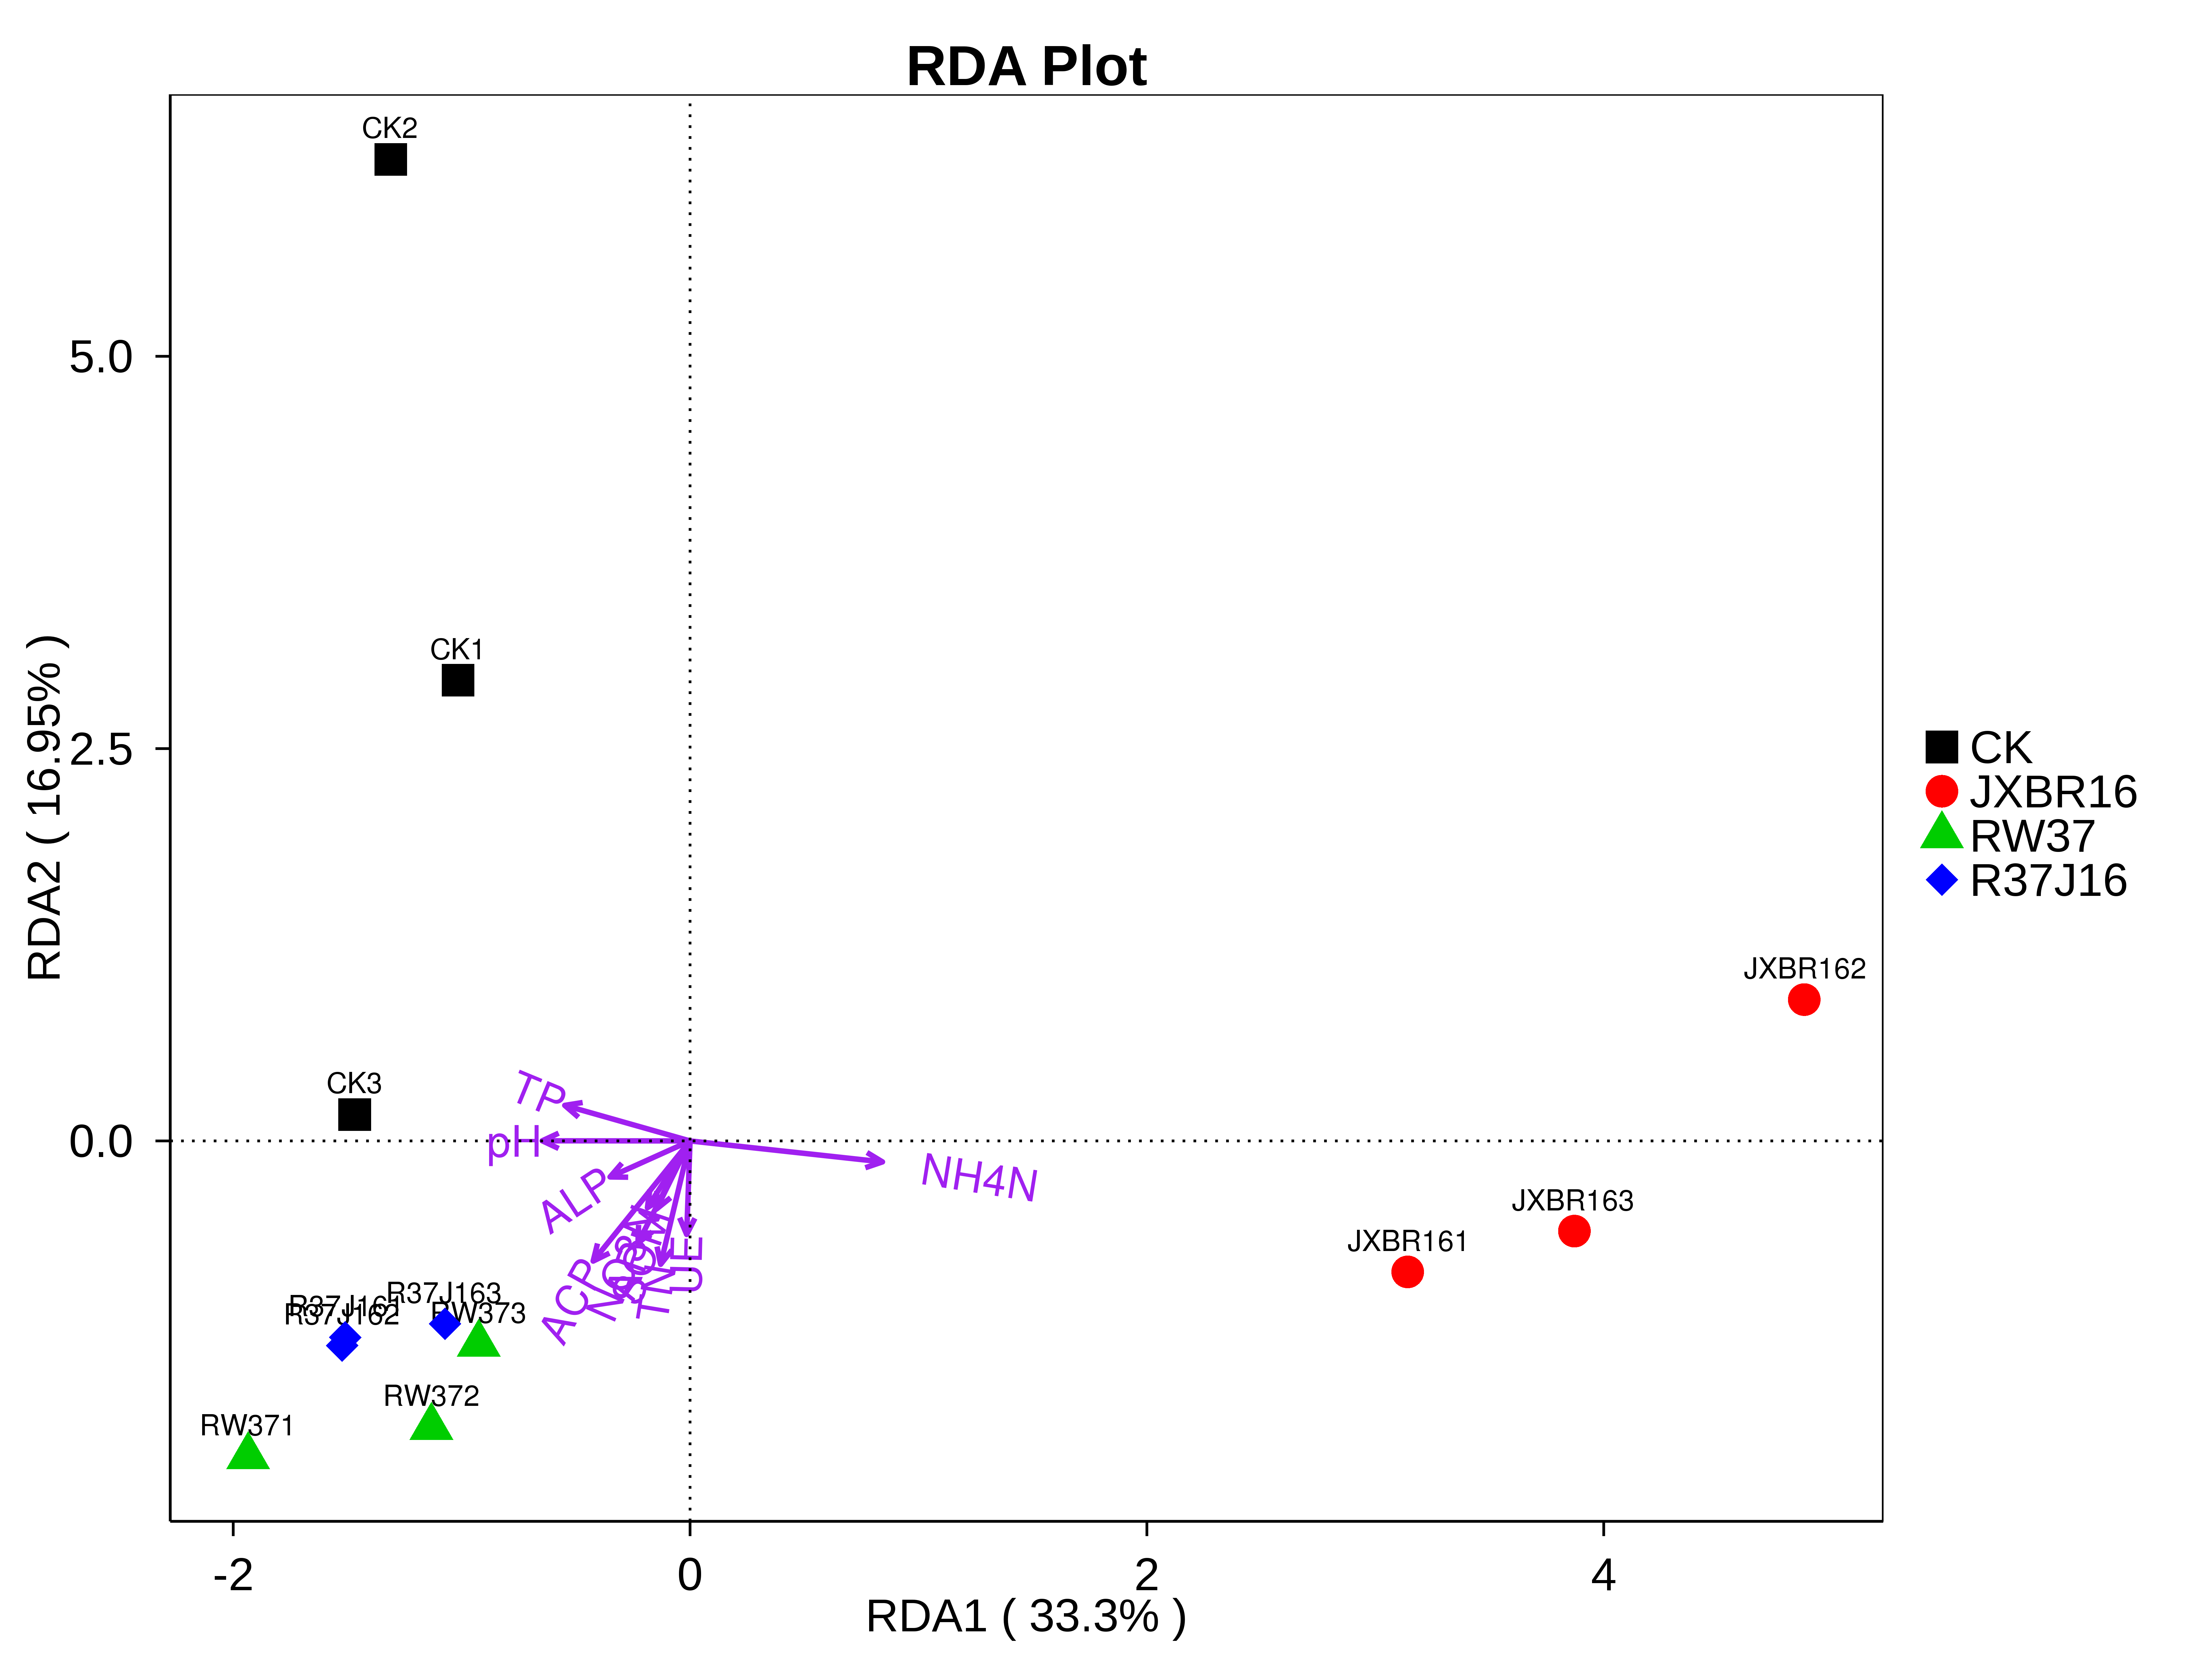 RDA Plot
CK2
5.0
CK1
2.5
RDA2 ( 16.95% )
CK
JXBR16
RW37
R37J16
JXBR162
CK3
TP
0.0
pH
NH4N
ALP
JXBR163
JXBR161
UE
ACP
R37J163
R37J162
RW373
RW372
RW371
-2
0
2
4
RDA1 ( 33.3% )